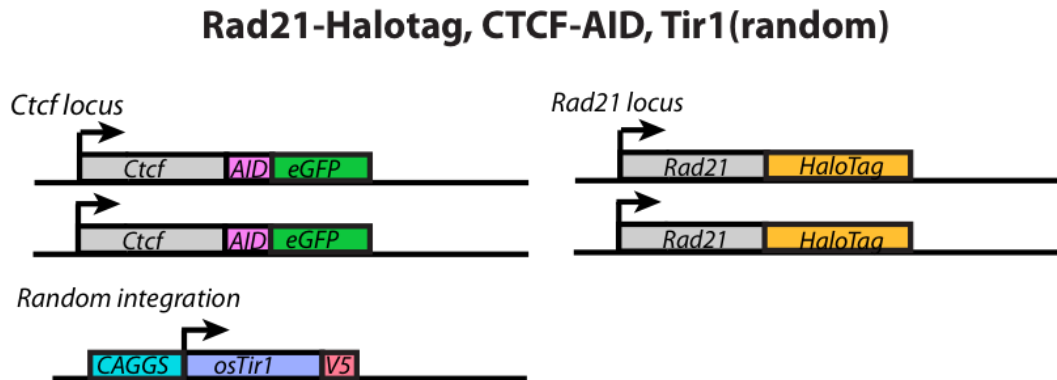 Rad21-Halotag, CTCF-AID, Tir1(random)
Ctcf locus
Ctcf AID eGFP
Ctcf AID eGFP
Rad21 locus
Rad21 HaloTag
Rad21 HaloTag
Random integration
CAGGS osTir1 V5